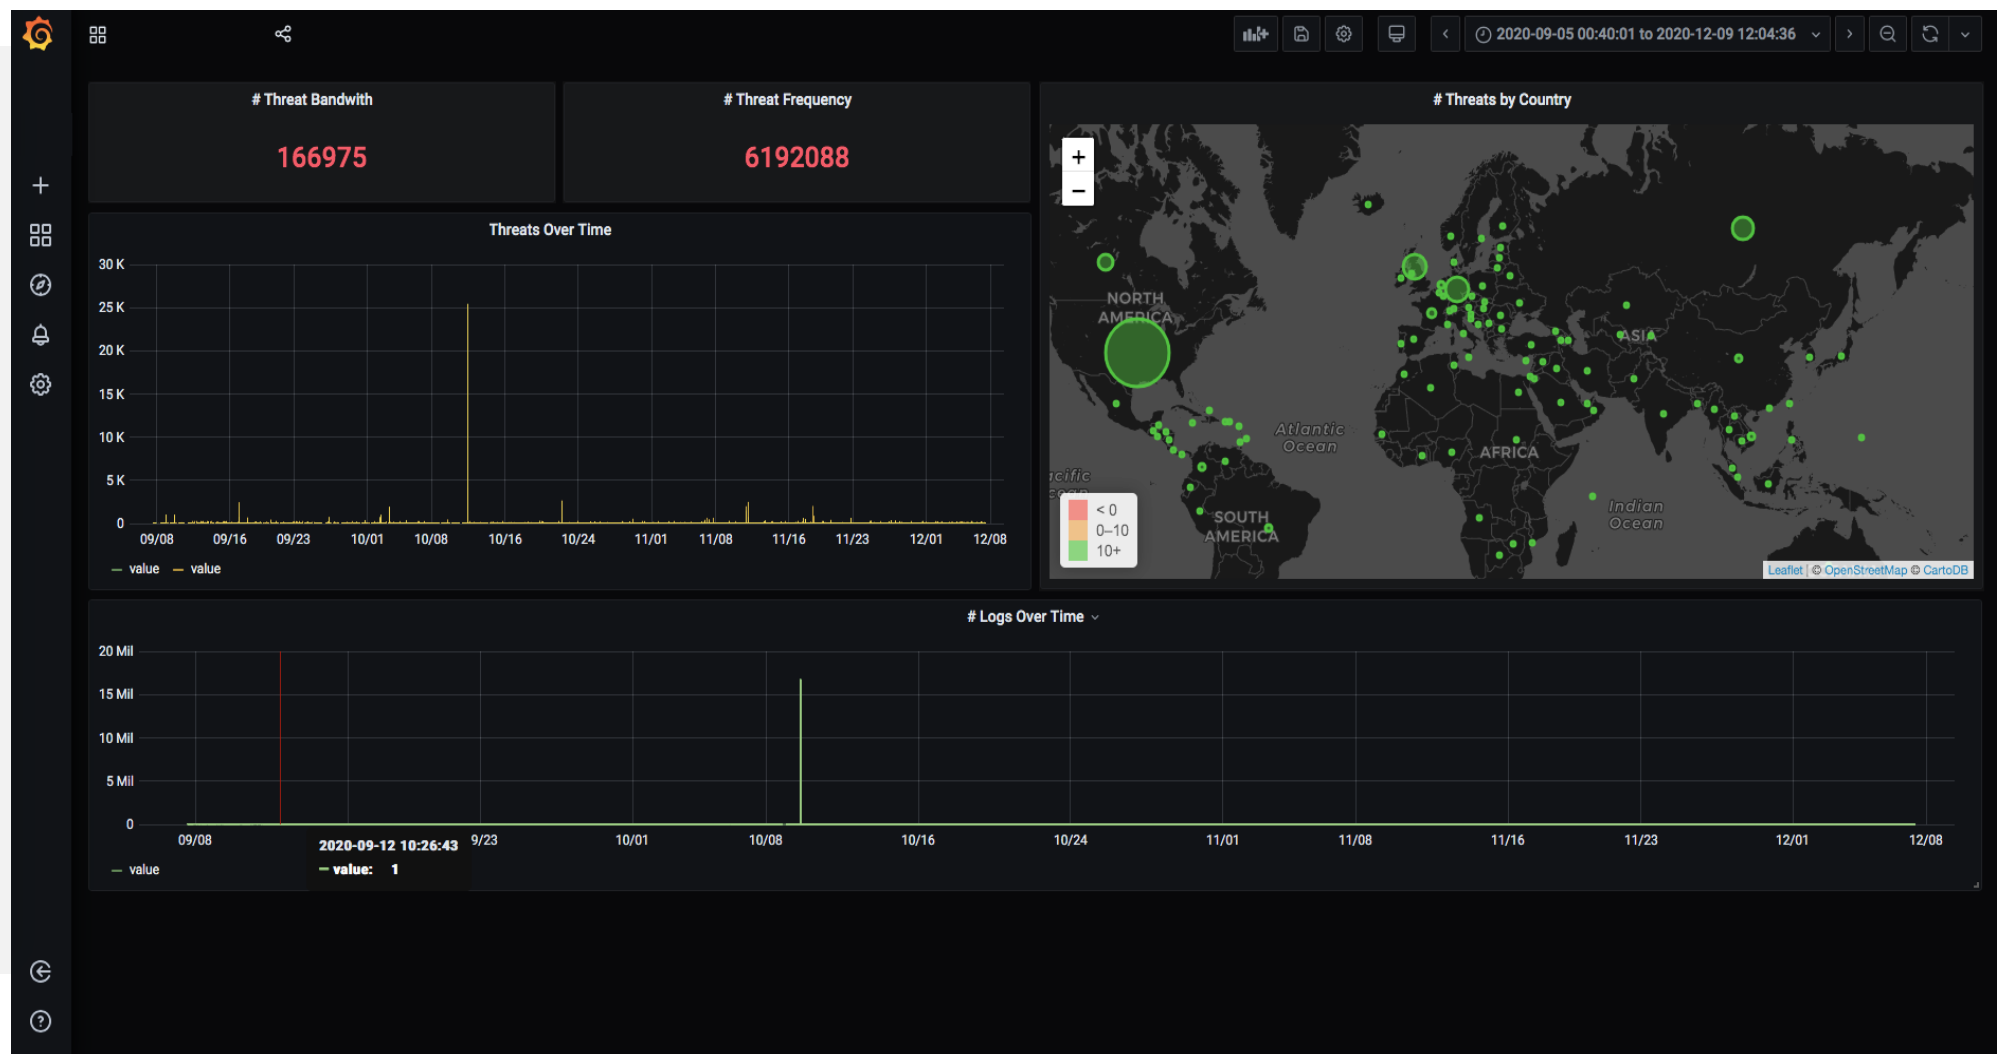 2020-09-05 00:40:01 to 2020-12-09 12:04:36
# Threat Bandwith
166975
# Threat Frequency
6192088
Threats Over Time
30 K
25 K
20 K
15 K
10 K
5 K
0
09/08 09/16 09/23 10/01 10/08 10/16 10/24 11/01 11/08 11/16 11/23 12/01 12/08
value value
# Threats by Country
+
−
NORTH
AMERICA
ASIA
Atlantic
Ocean
AFRICA
Indian
Ocean
SOUTH
AMERICA
< 0
0–10
10+
Leaflet | © OpenStreetMap © CartoDB
# Logs Over Time
20 Mil
15 Mil
10 Mil
5 Mil
0
09/08 9/23 10/01 10/08 10/16 10/24 11/01 11/08 11/16 11/23 12/01 12/08
2020-09-12 10:26:43
value: 1
value